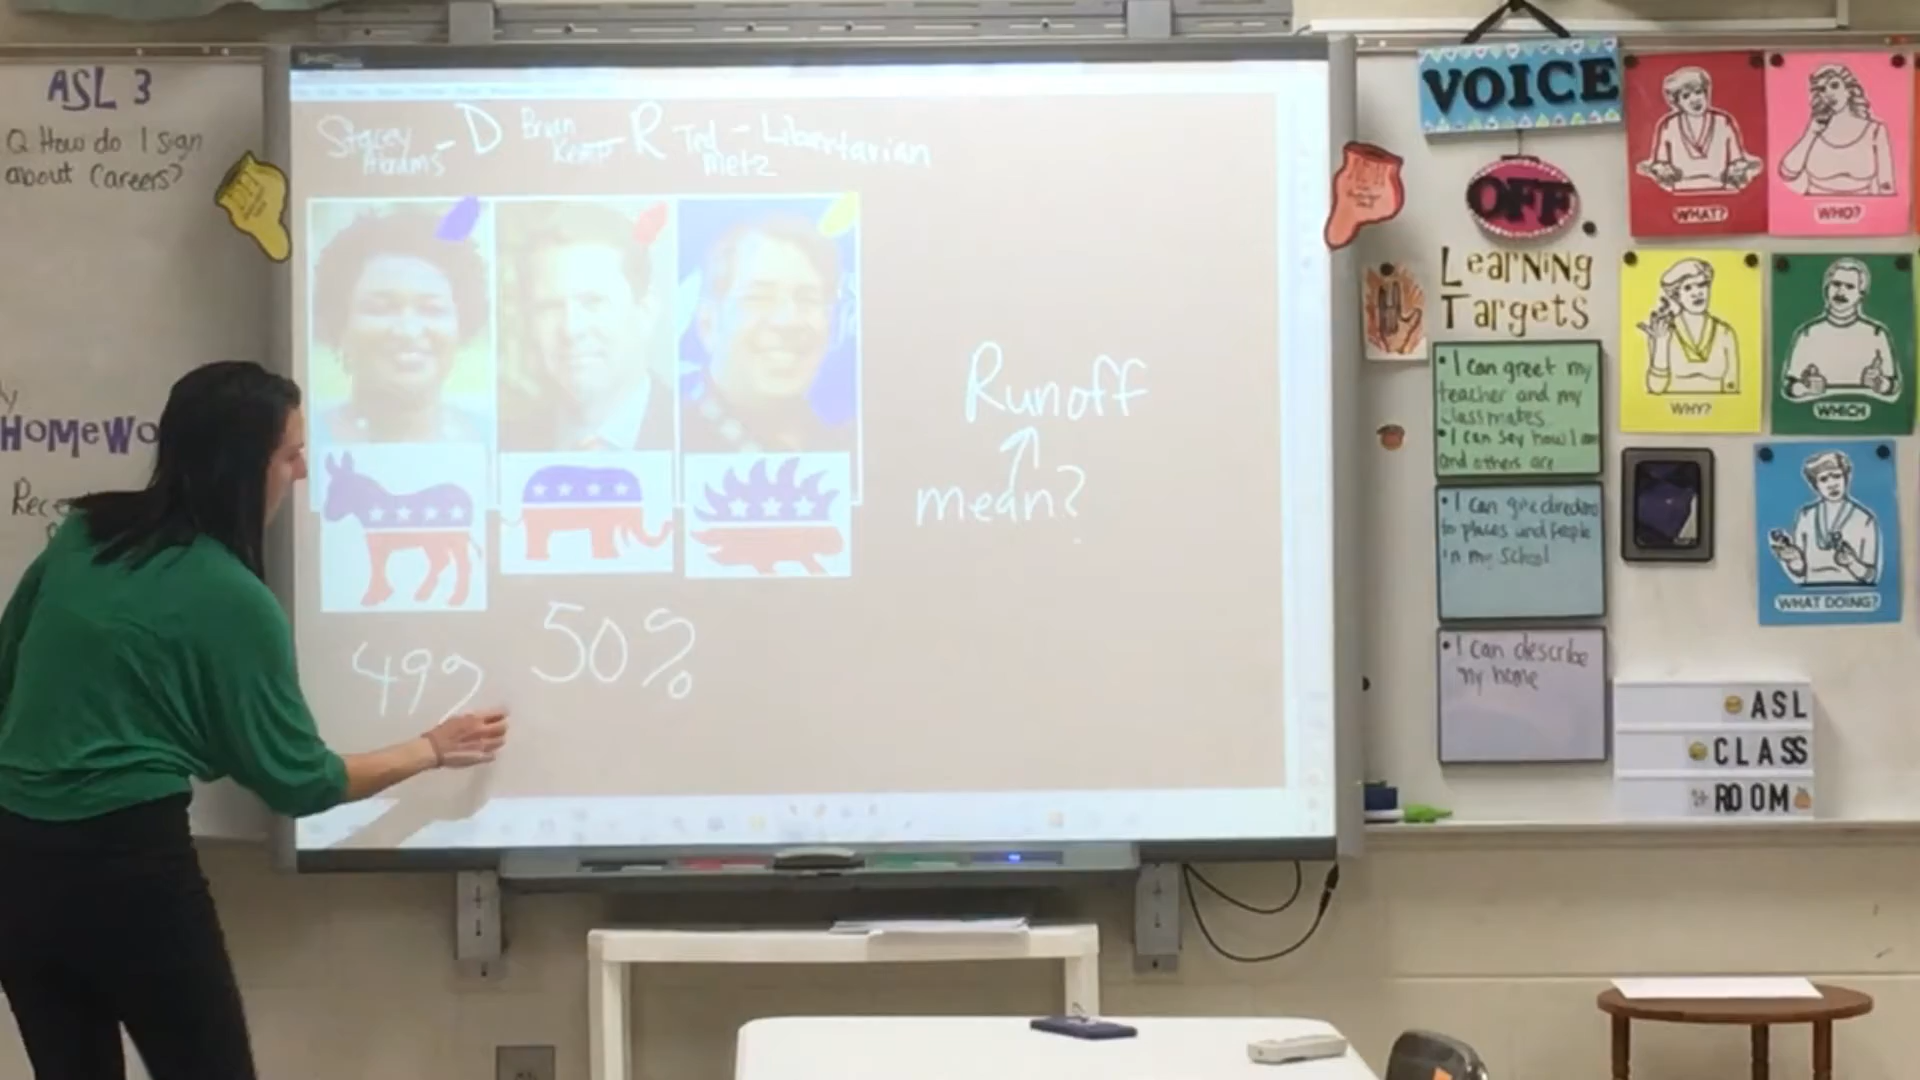 ASL 3
Q How do I sign
about Careers?
HOMEWO
Stacey
Abrams - D
Brian
Kemp - R
Ted
Metz - Libertarian
Runoff
mean?
499
50%
VOICE
OFF
Learning
Targets
• I can greet my
teacher and my
classmates.
• I can say how I am
and others are
• I can give directions
to places and people
in my school
• I can describe
my home
WHAT?
WHO?
WHY?
WHICH
WHAT DOING?
ASL
CLASS
ROOM